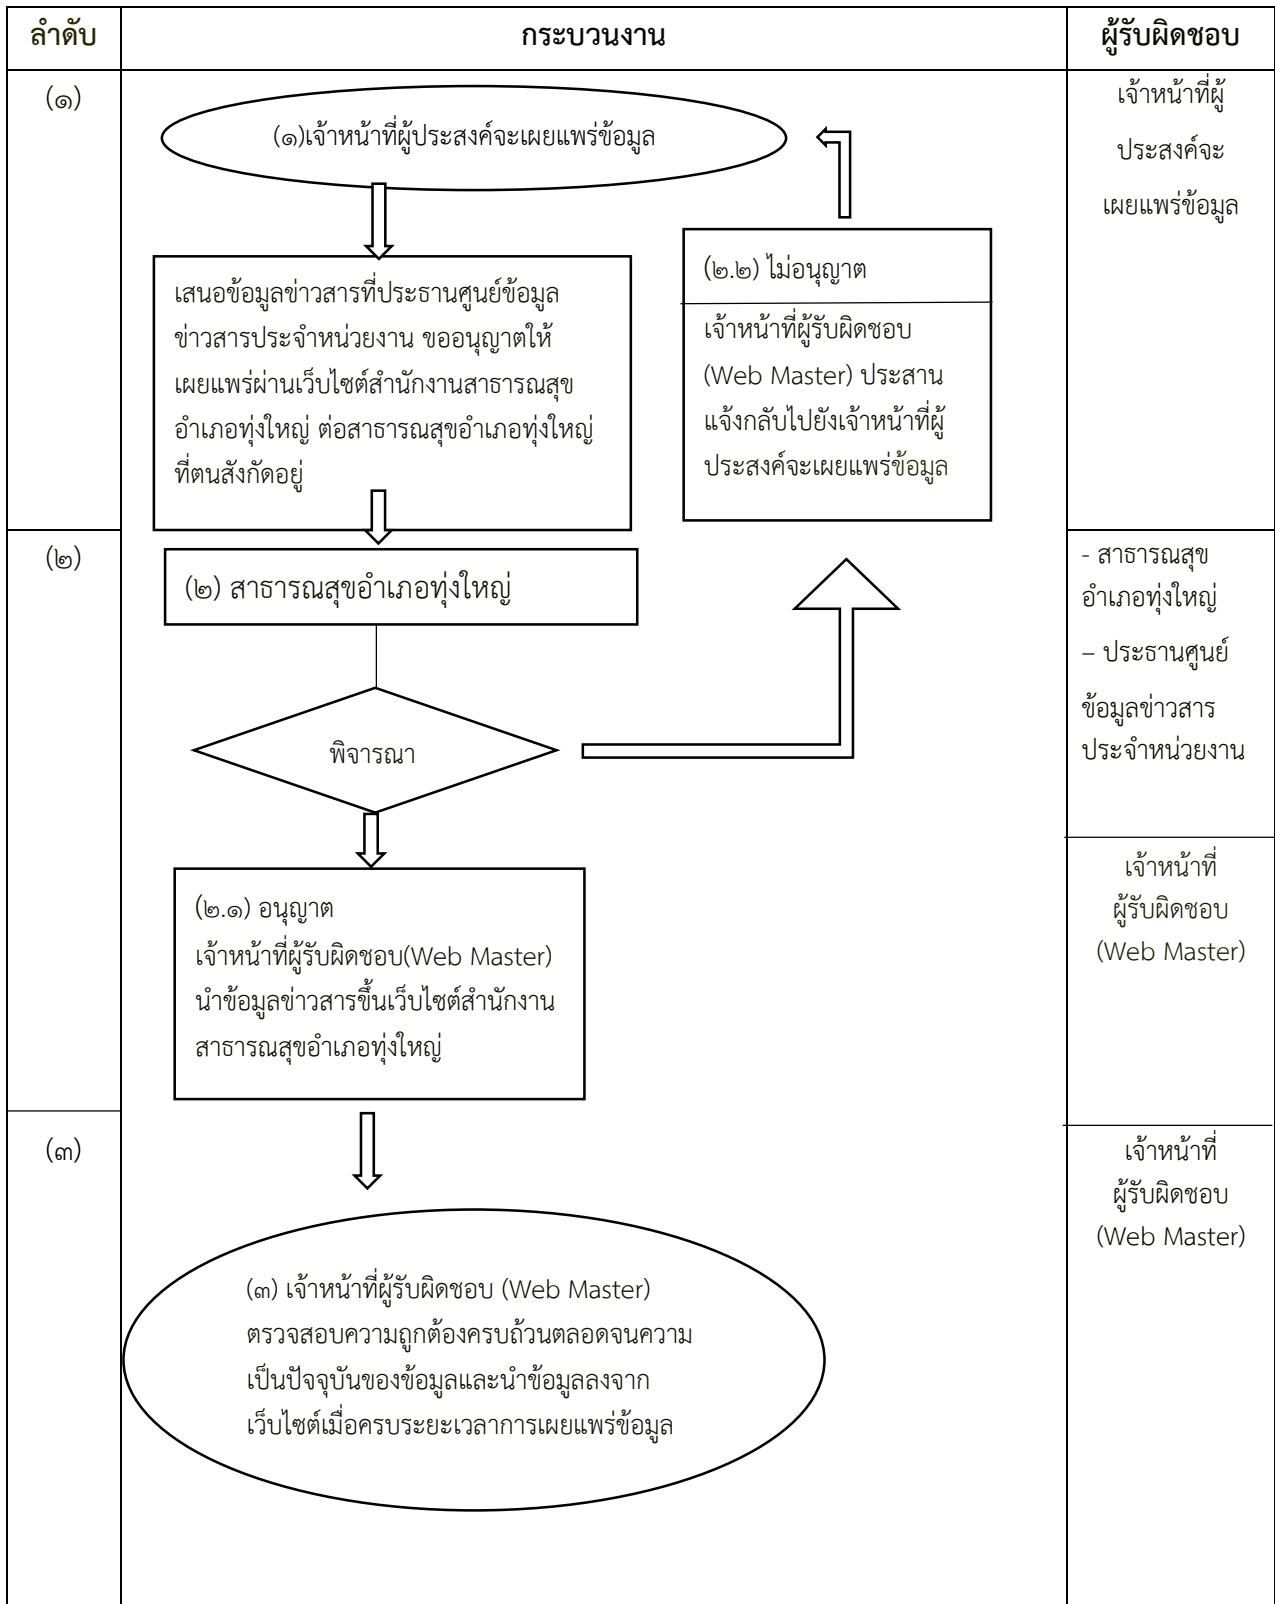 ลำดับ
กระบวนงาน
ผู้รับผิดชอบ
(๑)
(๑)เจ้าหน้าที่ผู้ประสงค์จะเผยแพร่ข้อมูล
เสนอข้อมูลข่าวสารที่ประธานศูนย์ข้อมูล
ข่าวสารประจำหน่วยงาน ขออนุญาตให้
เผยแพร่ผ่านเว็บไซต์สำนักงานสาธารณสุข
อำเภอทุ่งใหญ่ ต่อสาธารณสุขอำเภอทุ่งใหญ่
ที่ตนสังกัดอยู่
(๒.๒) ไม่อนุญาต
เจ้าหน้าที่ผู้รับผิดชอบ
(Web Master) ประสาน
แจ้งกลับไปยังเจ้าหน้าที่ผู้
ประสงค์จะเผยแพร่ข้อมูล
เจ้าหน้าที่ผู้
ประสงค์จะ
เผยแพร่ข้อมูล
(๒)
(๒) สาธารณสุขอำเภอทุ่งใหญ่
พิจารณา
(๒.๑) อนุญาต
เจ้าหน้าที่ผู้รับผิดชอบ(Web Master)
นำข้อมูลข่าวสารขึ้นเว็บไซต์สำนักงาน
สาธารณสุขอำเภอทุ่งใหญ่
- สาธารณสุข
อำเภอทุ่งใหญ่
– ประธานศูนย์
ข้อมูลข่าวสาร
ประจำหน่วยงาน
เจ้าหน้าที่
ผู้รับผิดชอบ
(Web Master)
(๓)
(๓) เจ้าหน้าที่ผู้รับผิดชอบ (Web Master)
ตรวจสอบความถูกต้องครบถ้วนตลอดจนความ
เป็นปัจจุบันของข้อมูลและนำข้อมูลลงจาก
เว็บไซต์เมื่อครบระยะเวลาการเผยแพร่ข้อมูล
เจ้าหน้าที่
ผู้รับผิดชอบ
(Web Master)